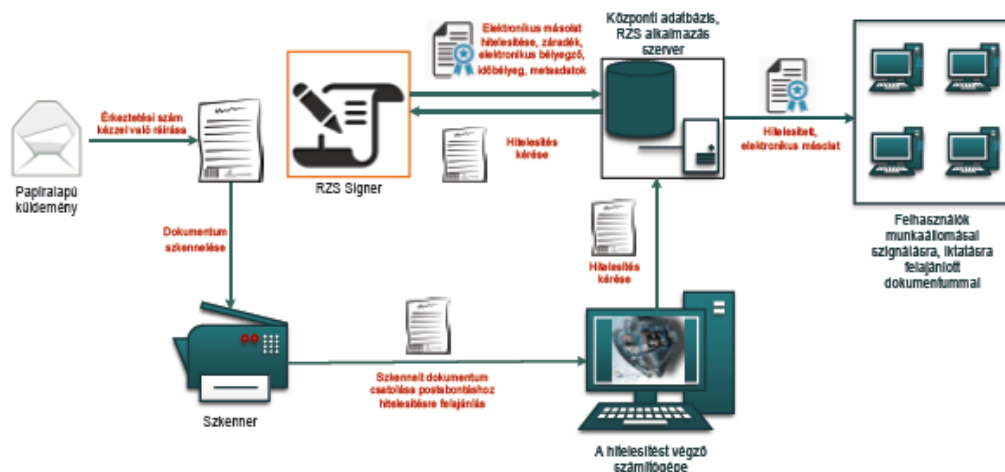 Érkeztetési szám
kézzel való ráírása
Papíralapú
küldemény
RZS Signer
Elektronikus másolat
hitelesítése, záradék,
elektronikus bélyegző,
időbélyeg, metaadatok
Hitelesítés
kérése
Központi adatbázis,
RZS alkalmazás
szerver
Hitelesített,
elektronikus másolat
Felhasználók
munkaállomásai
szignálásra, iktatásra
felajánlott
dokumentummal
Dokumentum
szkennelése
Szkenner
Szkennelt dokumentum
csatolása postabontáshoz
hitelesítésre felajánlás
Hitelesítés
kérése
A hitelesítést végző
számítógépe